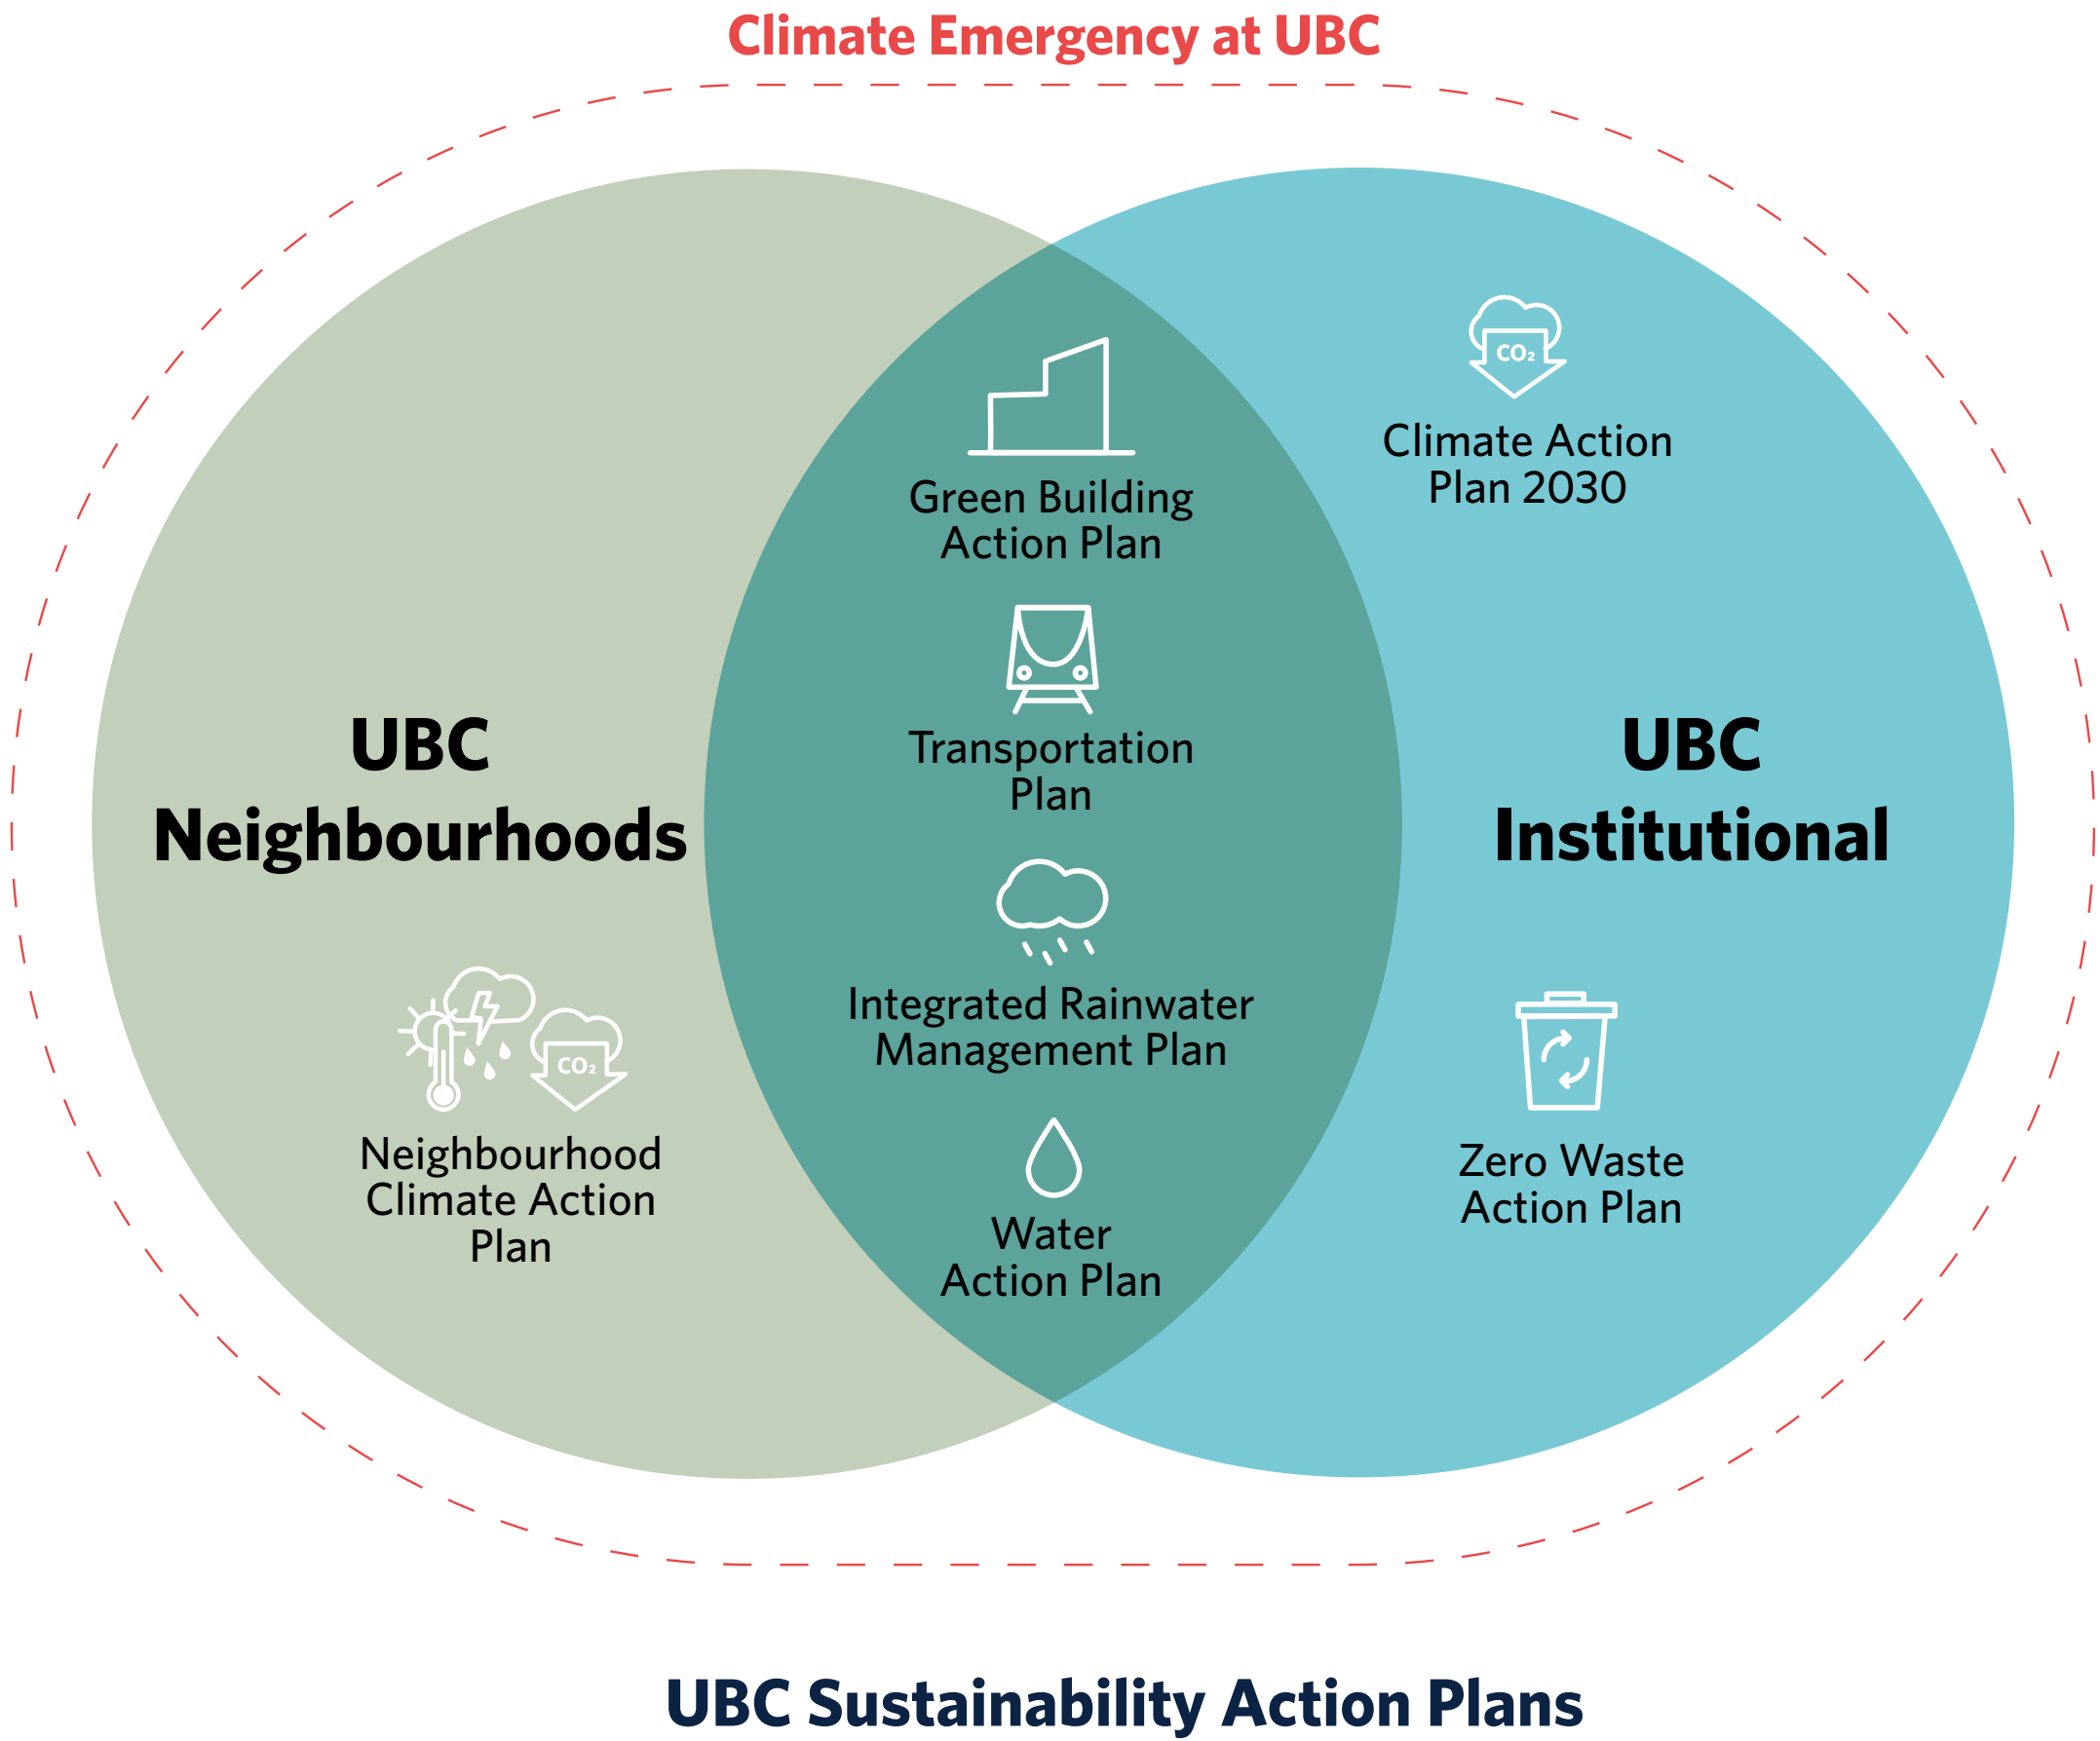 Climate Emergency at UBC
CO₂
Climate Action
Plan 2030
Green Building
Action Plan
Transportation
Plan
UBC
Neighbourhoods
UBC
Institutional
Integrated Rainwater
Management Plan
CO₂
Neighbourhood
Climate Action
Plan
Zero Waste
Action Plan
Water
Action Plan
UBC Sustainability Action Plans